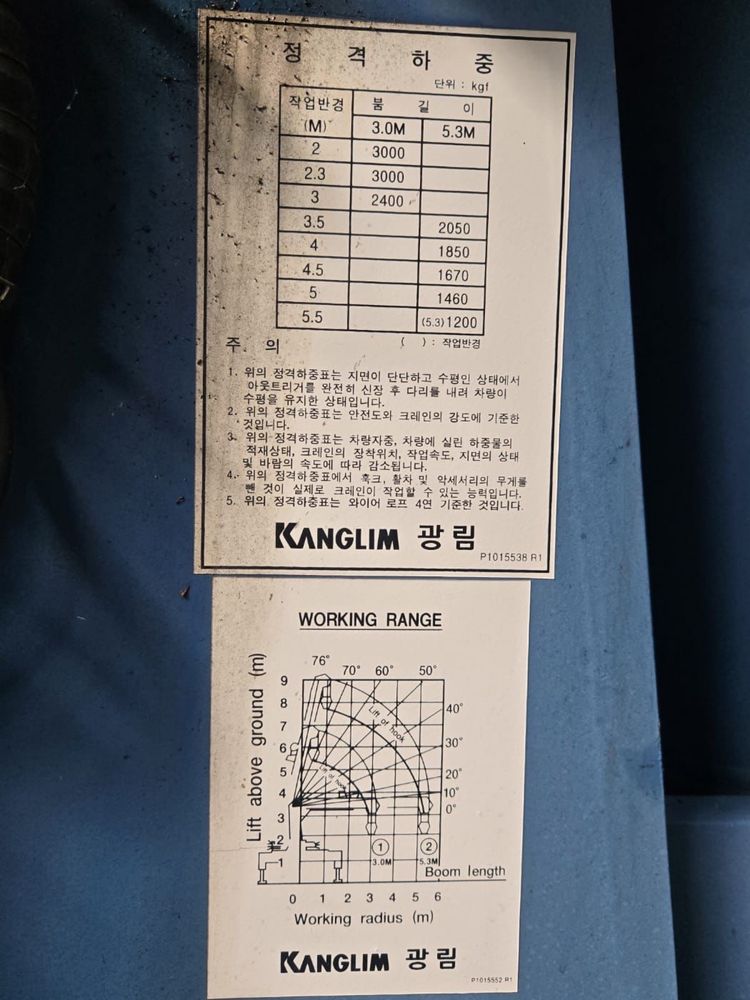 정 격 하 중
단위 : kgf
작업반경 붐 길 이
(M) 3.0M 5.3M
2 3000
2.3 3000
3 2400
3.5 2050
4 1850
4.5 1670
5 1460
5.5 (5.3)1200
주 의 ( ) : 작업반경
1. 위의 정격하중표는 지면이 단단하고 수평인 상태에서
아웃트리거를 완전히 신장 후 다리를 내려 차량이
수평을 유지한 상태입니다.
2. 위의 정격하중표는 안전도와 크레인의 강도에 기준한
것입니다.
3. 위의 정격하중표는 차량자중, 차량에 실린 하중물의
적재상태, 크레인의 장착위치, 작업속도, 지면의 상태
및 바람의 속도에 따라 감소됩니다.
4. 위의 정격하중표에서 훅크, 활차 및 악세서리의 무게를
뺀 것이 실제로 크레인이 작업할 수 있는 능력입니다.
5. 위의 정격하중표는 와이어 로프 4연 기준한 것입니다.
KANGLIM 광림
P1015538 R1
WORKING RANGE
76°
70° 60° 50°
40°
30°
20°
10°
0°
Lift above ground (m)
9
8
7
6
5
4
3
2
1
Lift of hook
Lift of hook
① ②
3.0M 5.3M
Boom length
0 1 2 3 4 5 6
Working radius (m)
KANGLIM 광림
P1015552 R1